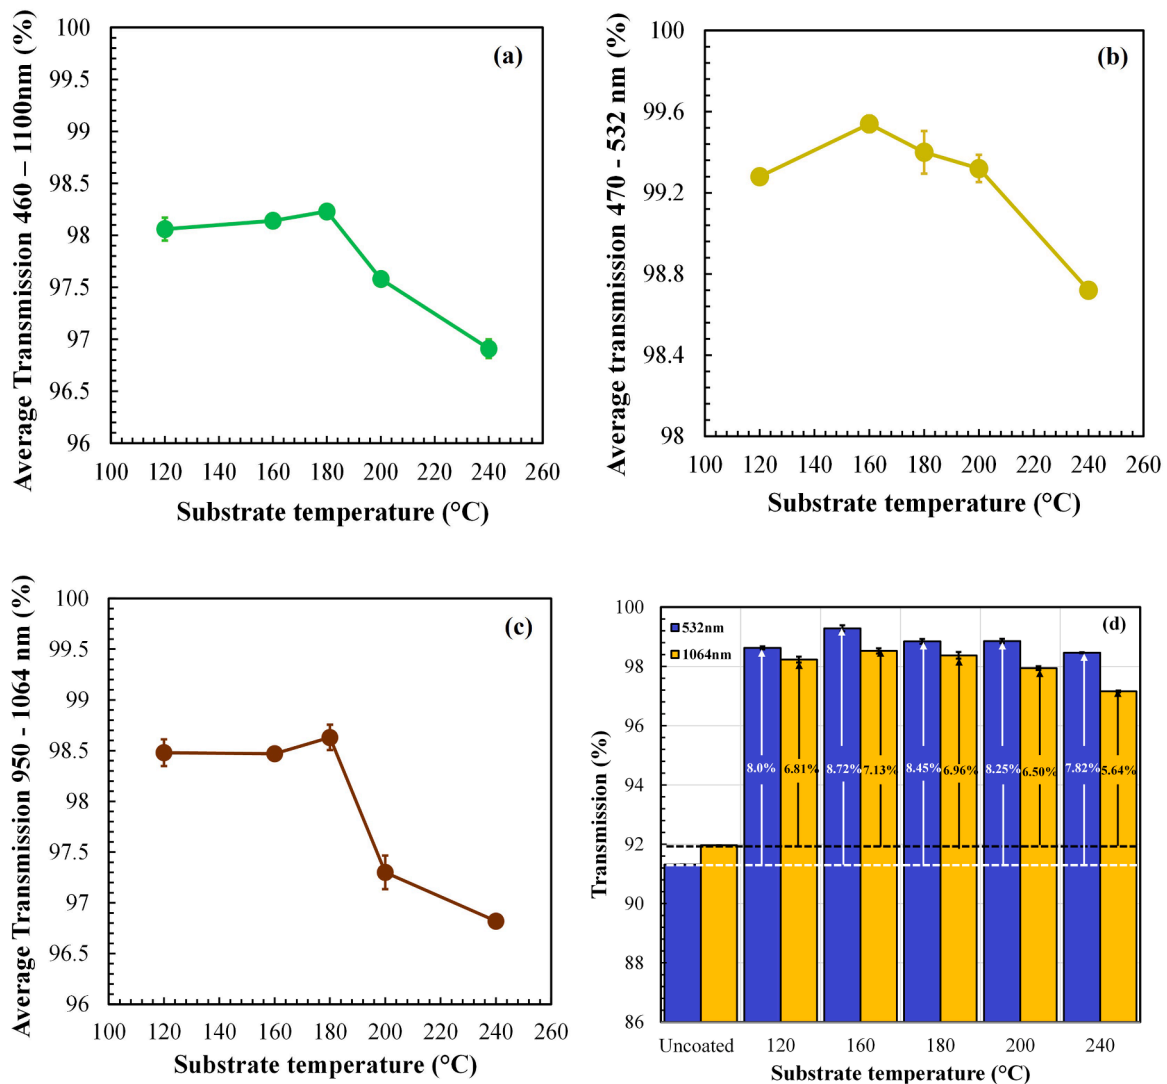 (a)
Average Transmission 460 – 1100nm (%)
100
99.5
99
98.5
98
97.5
97
96.5
96
100 120 140 160 180 200 220 240 260
Substrate temperature (°C)
(b)
Average transmission 470 - 532 nm (%)
100
99.6
99.2
98.8
98.4
98
100 120 140 160 180 200 220 240 260
Substrate temperature (°C)
(c)
Average Transmission 950 - 1064 nm (%)
100
99.5
99
98.5
98
97.5
97
96.5
96
100 120 140 160 180 200 220 240 260
Substrate temperature (°C)
(d)
532nm
1064nm
Transmission (%)
100
98
96
94
92
90
88
86
8.0% 6.81% 8.72% 7.13% 8.45% 6.96% 8.25% 6.50% 7.82% 5.64%
Uncoated 120 160 180 200 240
Substrate temperature (°C)